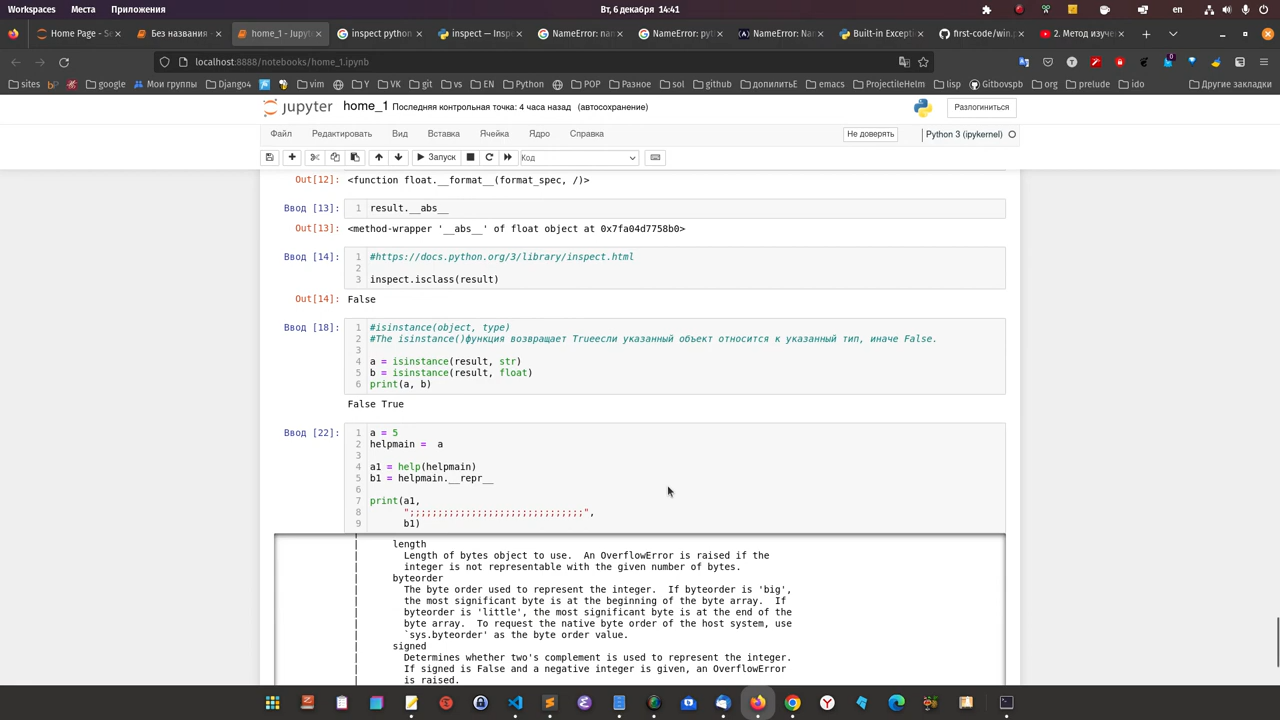 Workspaces Места Приложения Вт, 6 декабря 14:41 en
Home Page - Se Без названия - home_1 - Jupyt inspect python inspect — Insp NameError: nam NameError: pyt NameError: Nam Built-in Excepti first-code/win.p 2. Метод изуче
localhost:8888/notebooks/home_1.ipynb
sites google Мои группы Django4 Y VK git vs EN Python POP Разное sol github допилитьE emacs ProjectileHelm lisp Gitbovspb org prelude ido Другие закладки
jupyter home_1 Последняя контрольная точка: 4 часа назад (автосохранение) Разлогиниться
Файл Редактировать Вид Вставка Ячейка Ядро Справка Не доверять Python 3 (ipykernel)
Запуск Код
Out[12]: <function float.__format__(format_spec, /)>
Ввод [13]: 1 result.__abs__
Out[13]: <method-wrapper '__abs__' of float object at 0x7fa04d7758b0>
Ввод [14]: 1 #https://docs.python.org/3/library/inspect.html
2
3 inspect.isclass(result)
Out[14]: False
Ввод [18]: 1 #isinstance(object, type)
2 #The isinstance()функция возвращает Trueесли указанный объект относится к указанный тип, иначе False.
3
4 a = isinstance(result, str)
5 b = isinstance(result, float)
6 print(a, b)
False True
Ввод [22]: 1 a = 5
2 helpmain =  a
3
4 a1 = help(helpmain)
5 b1 = helpmain.__repr__
6
7 print(a1,
8 ";;;;;;;;;;;;;;;;;;;;;;;;;;;;;;;",
9 b1)
| length
| Length of bytes object to use.  An OverflowError is raised if the
| integer is not representable with the given number of bytes.
| byteorder
| The byte order used to represent the integer.  If byteorder is 'big',
| the most significant byte is at the beginning of the byte array.  If
| byteorder is 'little', the most significant byte is at the end of the
| byte array.  To request the native byte order of the host system, use
| `sys.byteorder' as the byte order value.
| signed
| Determines whether two's complement is used to represent the integer.
| If signed is False and a negative integer is given, an OverflowError
| is raised.